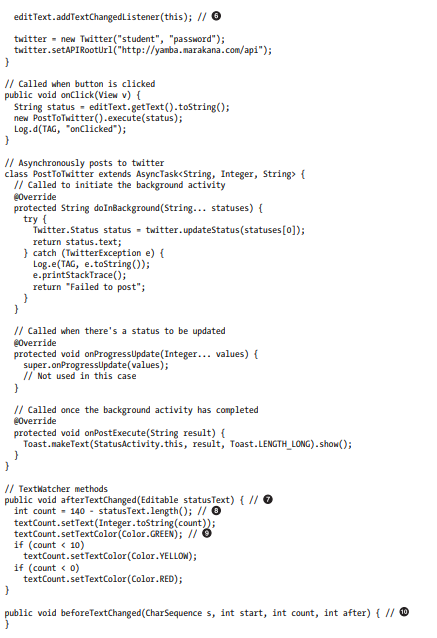 editText.addTextChangedListener(this); // ❻
twitter = new Twitter("student", "password");
twitter.setAPIRootUrl("http://yamba.marakana.com/api");
}
// Called when button is clicked
public void onClick(View v) {
String status = editText.getText().toString();
new PostToTwitter().execute(status);
Log.d(TAG, "onClicked");
}
// Asynchronously posts to twitter
class PostToTwitter extends AsyncTask<String, Integer, String> {
// Called to initiate the background activity
@Override
protected String doInBackground(String... statuses) {
try {
Twitter.Status status = twitter.updateStatus(statuses[0]);
return status.text;
} catch (TwitterException e) {
Log.e(TAG, e.toString());
e.printStackTrace();
return "Failed to post";
}
}
// Called when there's a status to be updated
@Override
protected void onProgressUpdate(Integer... values) {
super.onProgressUpdate(values);
// Not used in this case
}
// Called once the background activity has completed
@Override
protected void onPostExecute(String result) {
Toast.makeText(StatusActivity.this, result, Toast.LENGTH_LONG).show();
}
}
// TextWatcher methods
public void afterTextChanged(Editable statusText) { // ❼
int count = 140 - statusText.length(); // ❽
textCount.setText(Integer.toString(count));
textCount.setTextColor(Color.GREEN); // ❾
if (count < 10)
textCount.setTextColor(Color.YELLOW);
if (count < 0)
textCount.setTextColor(Color.RED);
}
public void beforeTextChanged(CharSequence s, int start, int count, int after) { // ❿
}